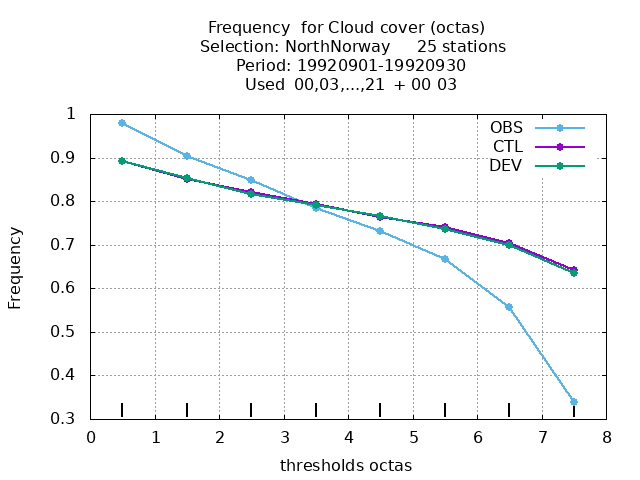 Frequency  for Cloud cover (octas)
Selection: NorthNorway     25 stations
Period: 19920901-19920930
Used  00,03,...,21  + 00 03
OBS
CTL
DEV
1
0.9
0.8
0.7
0.6
0.5
0.4
0.3
Frequency
0 1 2 3 4 5 6 7 8
thresholds octas